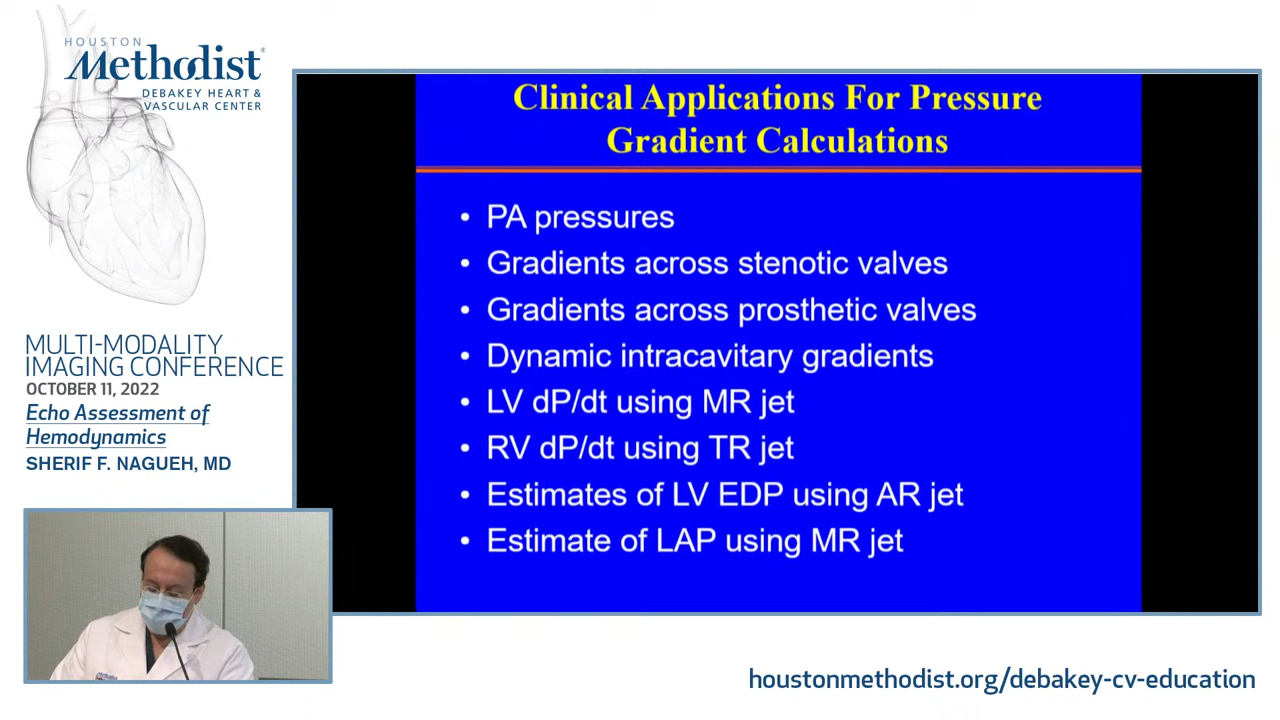 HOUSTON
Methodist®
DEBAKEY HEART &
VASCULAR CENTER
MULTI-MODALITY
IMAGING CONFERENCE
OCTOBER 11, 2022
Echo Assessment of
Hemodynamics
SHERIF F. NAGUEH, MD
Clinical Applications For Pressure
Gradient Calculations
• PA pressures
• Gradients across stenotic valves
• Gradients across prosthetic valves
• Dynamic intracavitary gradients
• LV dP/dt using MR jet
• RV dP/dt using TR jet
• Estimates of LV EDP using AR jet
• Estimate of LAP using MR jet
houstonmethodist.org/debakey-cv-education